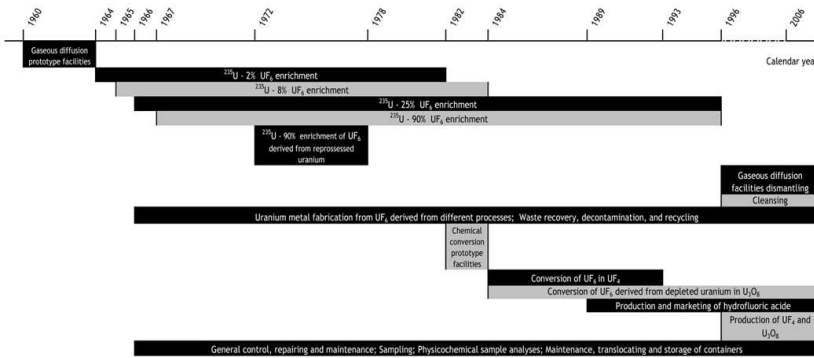 1960 1964 1965 1966 1967 1972 1978 1982 1984 1989 1993 1996 2006
Calendar yea
Gaseous diffusion
prototype facilities
²³⁵U - 2% UF₆ enrichment
²³⁵U - 8% UF₆ enrichment
²³⁵U - 25% UF₆ enrichment
²³⁵U - 90% UF₆ enrichment
²³⁵U - 90% enrichment of UF₆
derived from reprossessed
uranium
Gaseous diffusion
facilities dismantling
Cleansing
Uranium metal fabrication from UF₆ derived from different processes; Waste recovery, decontamination, and recycling
Chemical
conversion
prototype
facilities
Conversion of UF₆ in UF₄
Conversion of UF₆ derived from depleted uranium in U₃O₈
Production and marketing of hydrofluoric acide
Production of UF₄ and
U₃O₈
General control, repairing and maintenance; Sampling; Physicochemical sample analyses; Maintenance, translocating and storage of containers